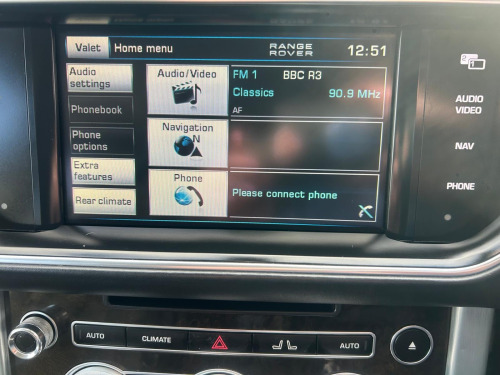 Valet
Home menu
RANGE
ROVER
12:51
Audio
settings
Phonebook
Phone
options
Extra
features
Rear climate
Audio/Video
Navigation
N
Phone
FM 1
BBC R3
Classics
90.9 MHz
AF
Please connect phone
1
AUDIO
VIDEO
NAV
PHONE
AUTO
CLIMATE
AUTO